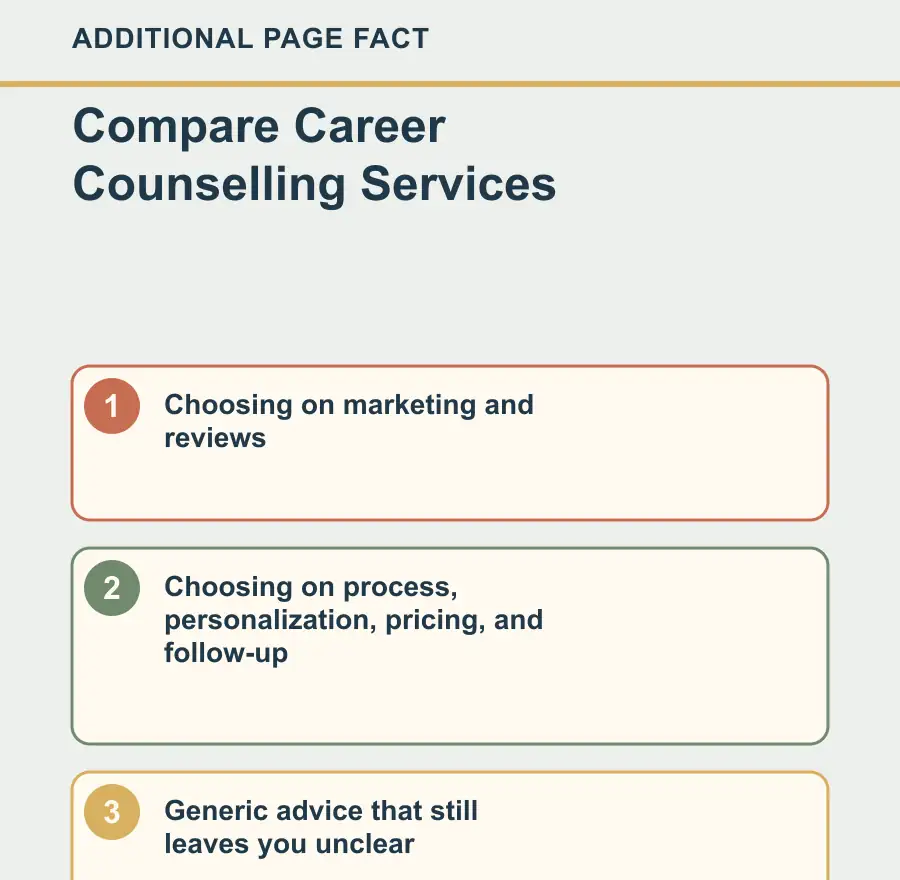 ADDITIONAL PAGE FACT
Compare Career
Counselling Services
1
Choosing on marketing and
reviews
2
Choosing on process,
personalization, pricing, and
follow-up
3
Generic advice that still
leaves you unclear